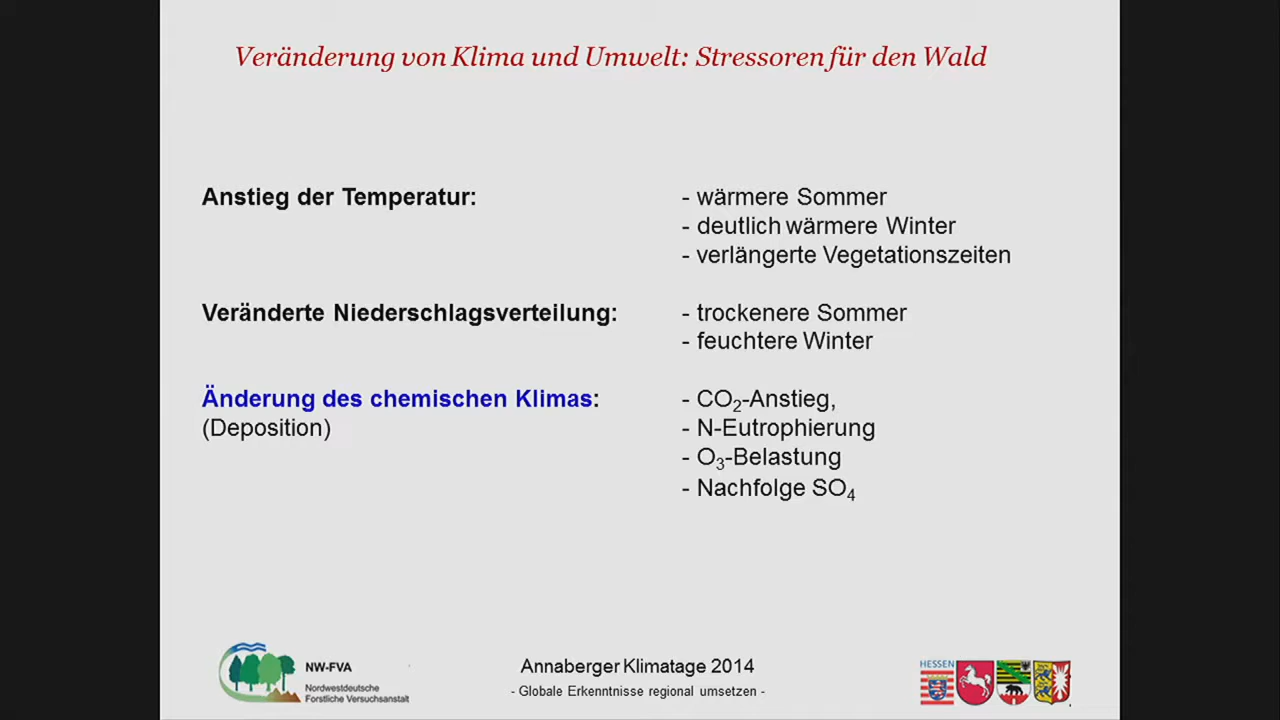 Veränderung von Klima und Umwelt: Stressoren für den Wald
Anstieg der Temperatur: - wärmere Sommer
- deutlich wärmere Winter
- verlängerte Vegetationszeiten
Veränderte Niederschlagsverteilung: - trockenere Sommer
- feuchtere Winter
Änderung des chemischen Klimas: - CO₂-Anstieg,
(Deposition) - N-Eutrophierung
- O₃-Belastung
- Nachfolge SO₄
NW-FVA
Nordwestdeutsche
Forstliche Versuchsanstalt
Annaberger Klimatage 2014
- Globale Erkenntnisse regional umsetzen -
HESSEN